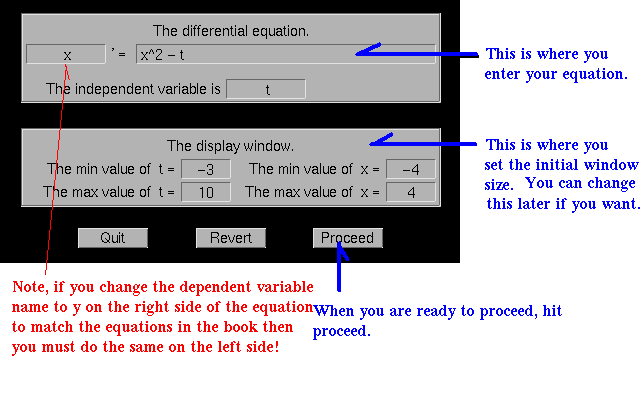 The differential equation.
x ' = x^2 − t
The independent variable is t
This is where you
enter your equation.
The display window.
The min value of t = −3 The min value of x = −4
The max value of t = 10 The max value of x = 4
This is where you
set the initial window
size. You can change
this later if you want.
Quit Revert Proceed
Note, if you change the dependent variable
name to y on the right side of the equation
to match the equations in the book then
you must do the same on the left side!
When you are ready to proceed, hit
proceed.